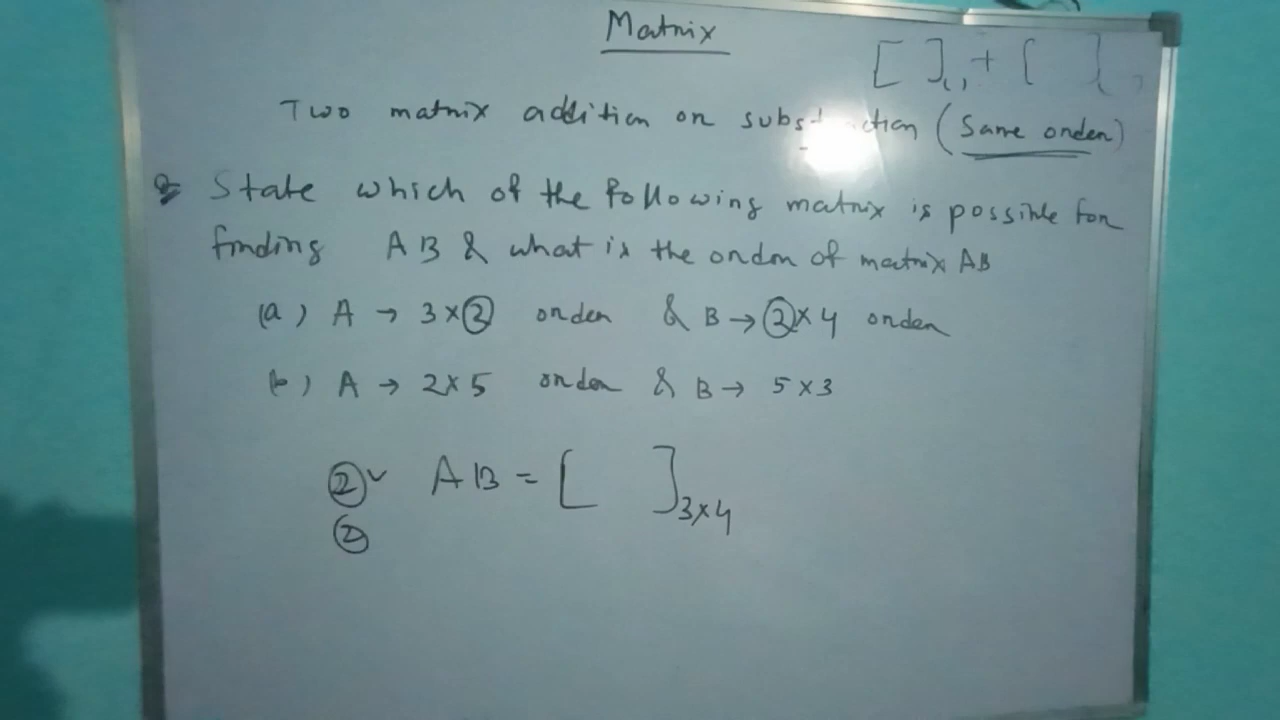 Matrix
[ ] + [ ]
Two matrix addition or (Same order)
State which of the following matrix is possible for
finding AB & what is the order of matrix AB
(a) A → 3×2 order & B → 2×4 order
(b) A → 2×5 order & B → 5×3
2 ✓ AB = [ ]3×4
2